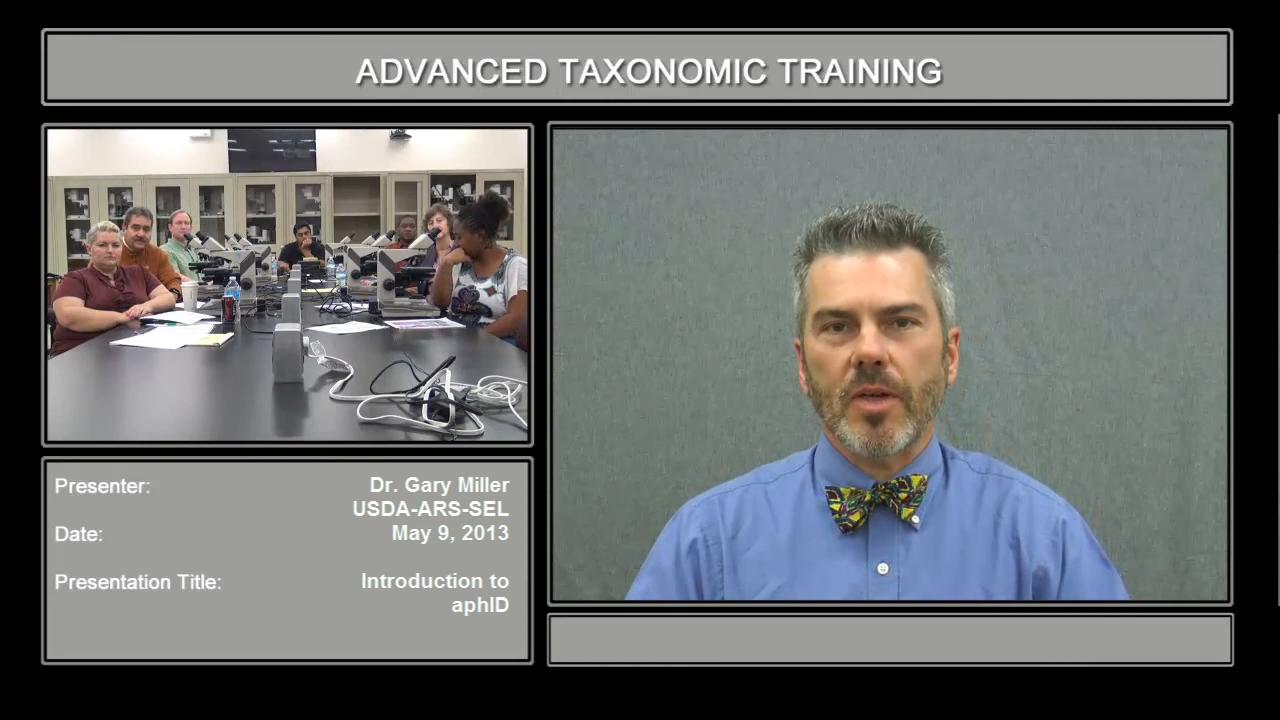 ADVANCED TAXONOMIC TRAINING
Presenter: Dr. Gary Miller
USDA-ARS-SEL
Date: May 9, 2013
Presentation Title: Introduction to
aphID